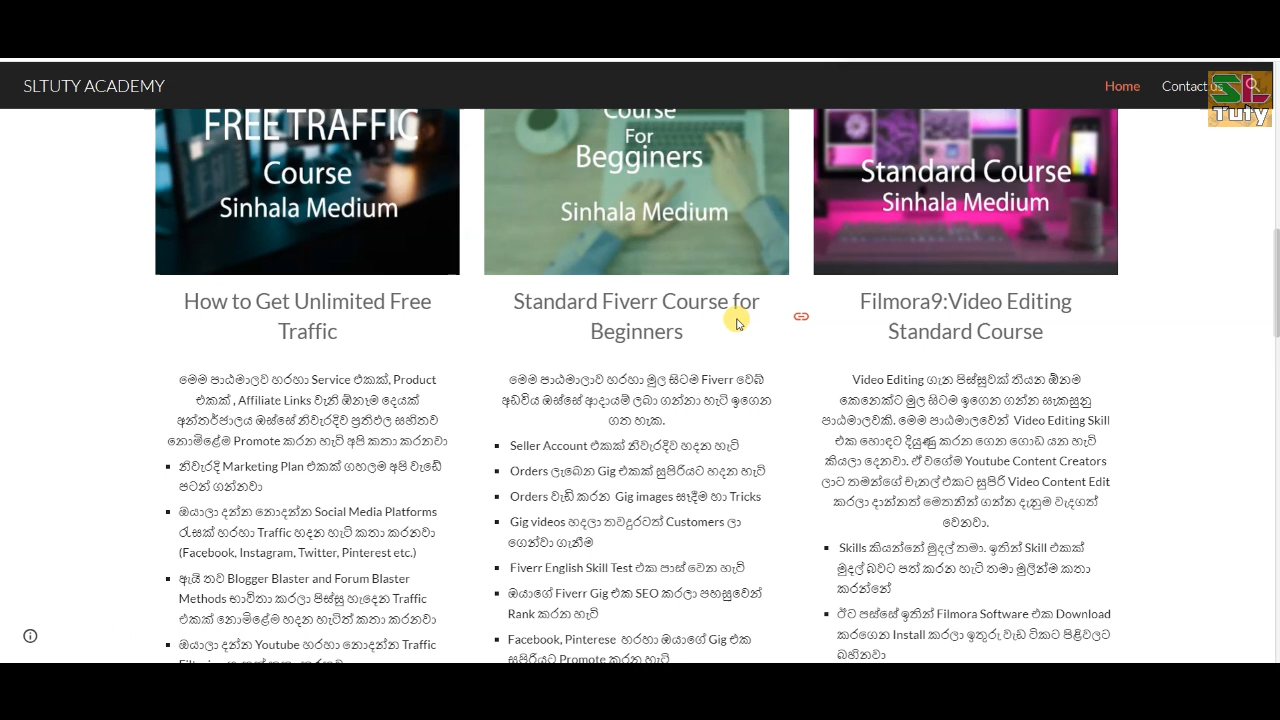 SLTUTY ACADEMY
Home
Contact us
SL
Tuty
FREE TRAFFIC
Course
Sinhala Medium
Course
For
Begginers
Sinhala Medium
Standard Course
Sinhala Medium
How to Get Unlimited Free
Traffic
මෙම පාඨමාලාව හරහා Service එකක්, Product
එකක් , Affiliate Links වැනි ඕනෑම දෙයක්
අන්තර්ජාලය ඔස්සේ නිවැරදිව ප්‍රතිඵල සහිතව
නොමිළේම Promote කරන හැටි අපි කතා කරනවා
▪ නිවැරදි Marketing Plan එකක් ගහලම අපි වැඩේ
පටන් ගන්නවා
▪ ඔයාලා දන්න නොදන්න Social Media Platforms
රැසක් හරහා Traffic හදන හැටි කතා කරනවා
(Facebook, Instagram, Twitter, Pinterest etc.)
▪ ඇයි තව Blogger Blaster and Forum Blaster
Methods භාවිතා කරලා පිස්සු හැදෙන Traffic
එකක් නොමිළේම හදන හැටිත් කතා කරනවා
▪ ඔයාලා දන්න Youtube හරහා නොදන්න Traffic
Standard Fiverr Course for
Beginners
මෙම පාඨමාලාව හරහා මුල සිටම Fiverr වෙබ්
අඩවිය ඔස්සේ ආදායම් ලබා ගන්නා හැටි ඉගෙන
ගත හැක.
▪ Seller Account එකක් නිවැරදිව හදන හැටි
▪ Orders ලැබෙන Gig එකක් සුපිරියට හදන හැටි
▪ Orders වැඩි කරන Gig images සෑදීම හා Tricks
▪ Gig videos හදලා තවදුරටත් Customers ලා
ගෙන්වා ගැනීම
▪ Fiverr English Skill Test එක පාස් වෙන හැටි
▪ ඔයාගේ Fiverr Gig එක SEO කරලා පහසුවෙන්
Rank කරන හැටි
▪ Facebook, Pinterese හරහා ඔයාගේ Gig එක
සුපිරියට Promote කරන හැටි
Filmora9:Video Editing
Standard Course
Video Editing ගැන පිස්සුවක් තියන ඕනම
කෙනෙක්ට මුල සිටම ඉගෙන ගන්න සැකසුනු
පාඨමාලවකි. මෙම පාඨමාලාවෙන් Video Editing Skill
එක හොඳට දියුණු කරන ගෙන ගොඩ යන හැටි
කියලා දෙනවා. ඒ වගේම Youtube Content Creators
ලාට තමන්ගේ චැනල් එකට සුපිරි Video Content Edit
කරලා දාන්නත් මෙතනින් ගන්න දැනුම වැදගත්
වෙනවා.
▪ Skills කියන්නේ මුදල් තමා. ඉතින් Skill එකක්
මුදල් බවට පත් කරන හැටි තමා මුලින්ම කතා
කරන්නේ
▪ ඊට පස්සේ ඉතින් Filmora Software එක Download
කරගෙන Install කරලා ඉතුරු වැඩ ටිකට පිළිවලට
බහිනවා